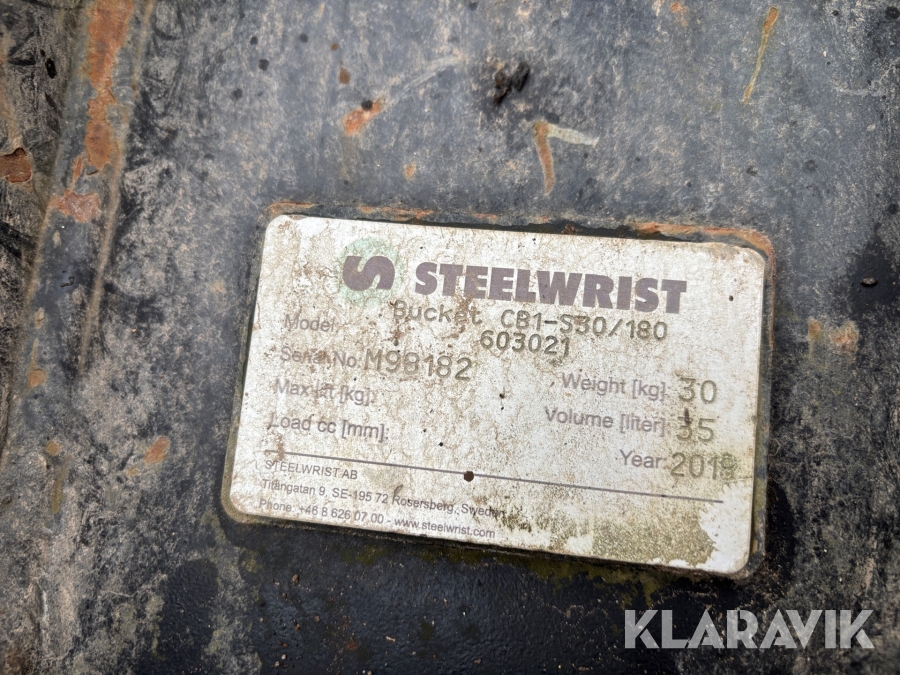 STEELWRIST
Model: Bucket CB1-S30/180
603021
Serial No: M98182
Weight [kg]: 30
Max lift [kg]:
Volume [liter]: 35
Load cc [mm]:
Year: 2019
STEELWRIST AB
Titangatan 9, SE-195 72 Rosersberg, Sweden
Phone: +46 8 626 07 00 - www.steelwrist.com
KLARAVIK